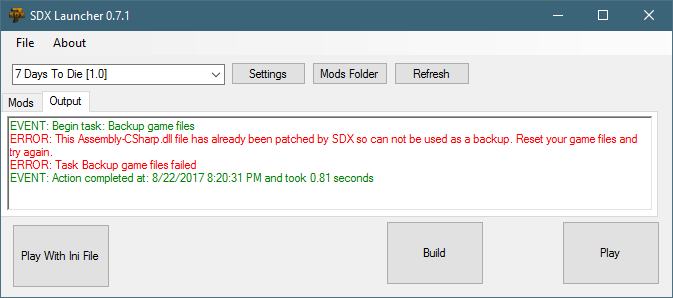 SDX Launcher 0.7.1
File About
7 Days To Die [1.0] Settings Mods Folder Refresh
Mods Output
EVENT: Begin task: Backup game files
ERROR: This Assembly-CSharp.dll file has already been patched by SDX so can not be used as a backup. Reset your game files and
try again.
ERROR: Task Backup game files failed
EVENT: Action completed at: 8/22/2017 8:20:31 PM and took 0.81 seconds
Play With Ini File Build Play